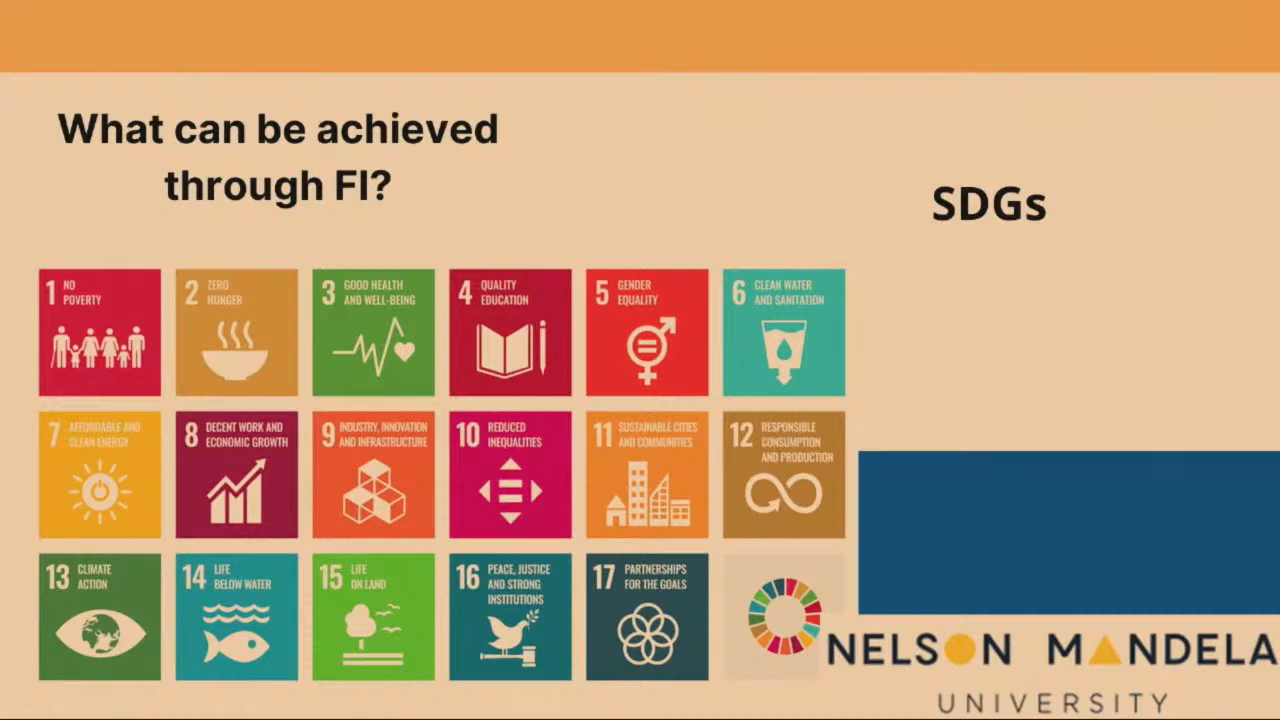 What can be achieved
through FI?
SDGs
1 NO
POVERTY
2 ZERO
HUNGER
3 GOOD HEALTH
AND WELL-BEING
4 QUALITY
EDUCATION
5 GENDER
EQUALITY
6 CLEAN WATER
AND SANITATION
7 AFFORDABLE AND
CLEAN ENERGY
8 DECENT WORK AND
ECONOMIC GROWTH
9 INDUSTRY, INNOVATION
AND INFRASTRUCTURE
10 REDUCED
INEQUALITIES
11 SUSTAINABLE CITIES
AND COMMUNITIES
12 RESPONSIBLE
CONSUMPTION
AND PRODUCTION
13 CLIMATE
ACTION
14 LIFE
BELOW WATER
15 LIFE
ON LAND
16 PEACE, JUSTICE
AND STRONG
INSTITUTIONS
17 PARTNERSHIPS
FOR THE GOALS
NELSON MANDELA
UNIVERSITY